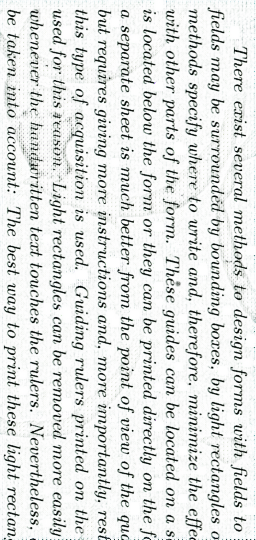 There exist several methods to design forms with fields to
fields may be surrounded by bounding boxes, by light rectangles o
methods specify where to write and, therefore, minimize the effec
with other parts of the form. These guides can be located on a s
is located below the form or they can be printed directly on the fo
a separate sheet is much better from the point of view of the qua
but requires giving more instructions and, more importantly, rest
this type of acquisition is used. Guiding rulers printed on the
used for this reason. Light rectangles can be removed more easily
whenever the handwritten text touches the rulers. Nevertheless,
be taken into account: The best way to print these light rectan